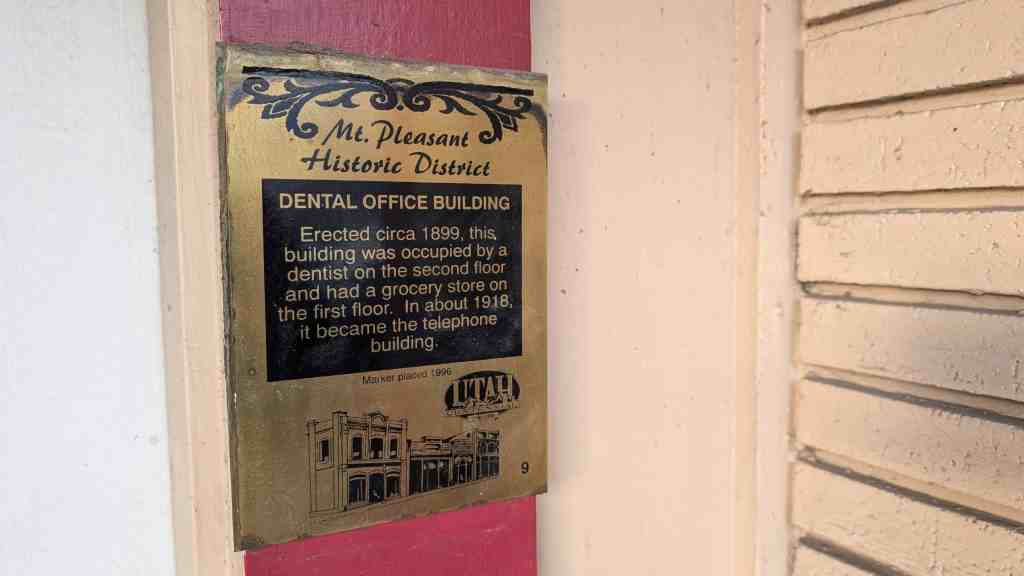 Mt. Pleasant
Historic District
DENTAL OFFICE BUILDING
Erected circa 1899, this
building was occupied by a
dentist on the second floor
and had a grocery store on
the first floor. In about 1918,
it became the telephone
building.
Marker placed 1996
UTAH
9